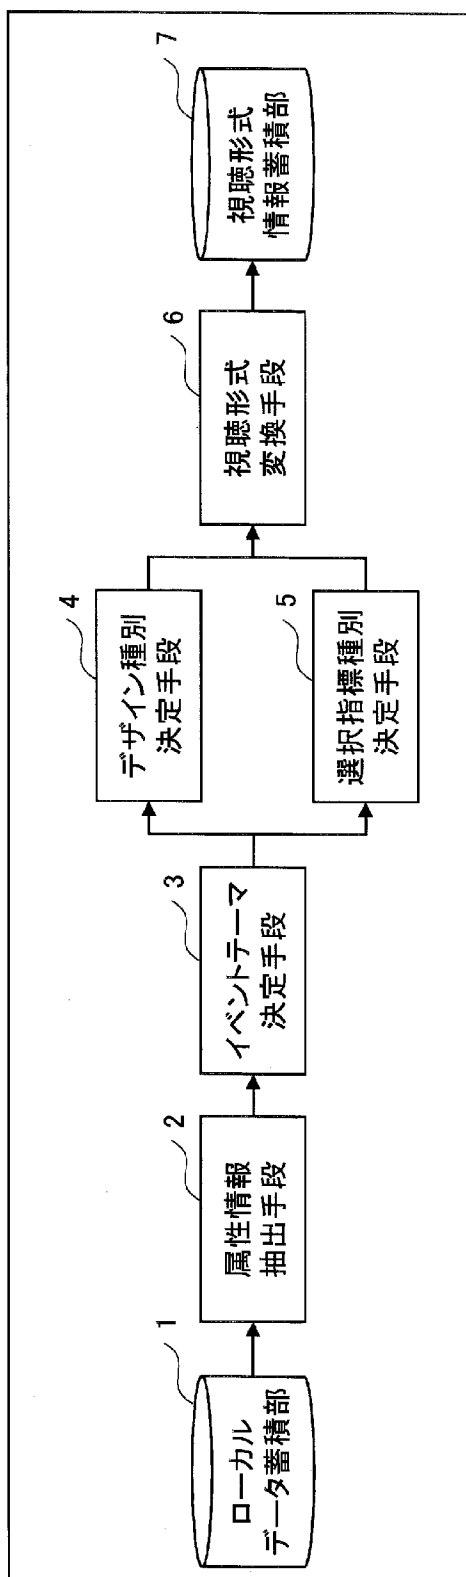 1
ローカル
データ蓄積部
2
属性情報
抽出手段
3
イベントテーマ
決定手段
4
デザイン種別
決定手段
5
選択指標種別
決定手段
6
視聴形式
変換手段
7
視聴形式
情報蓄積部